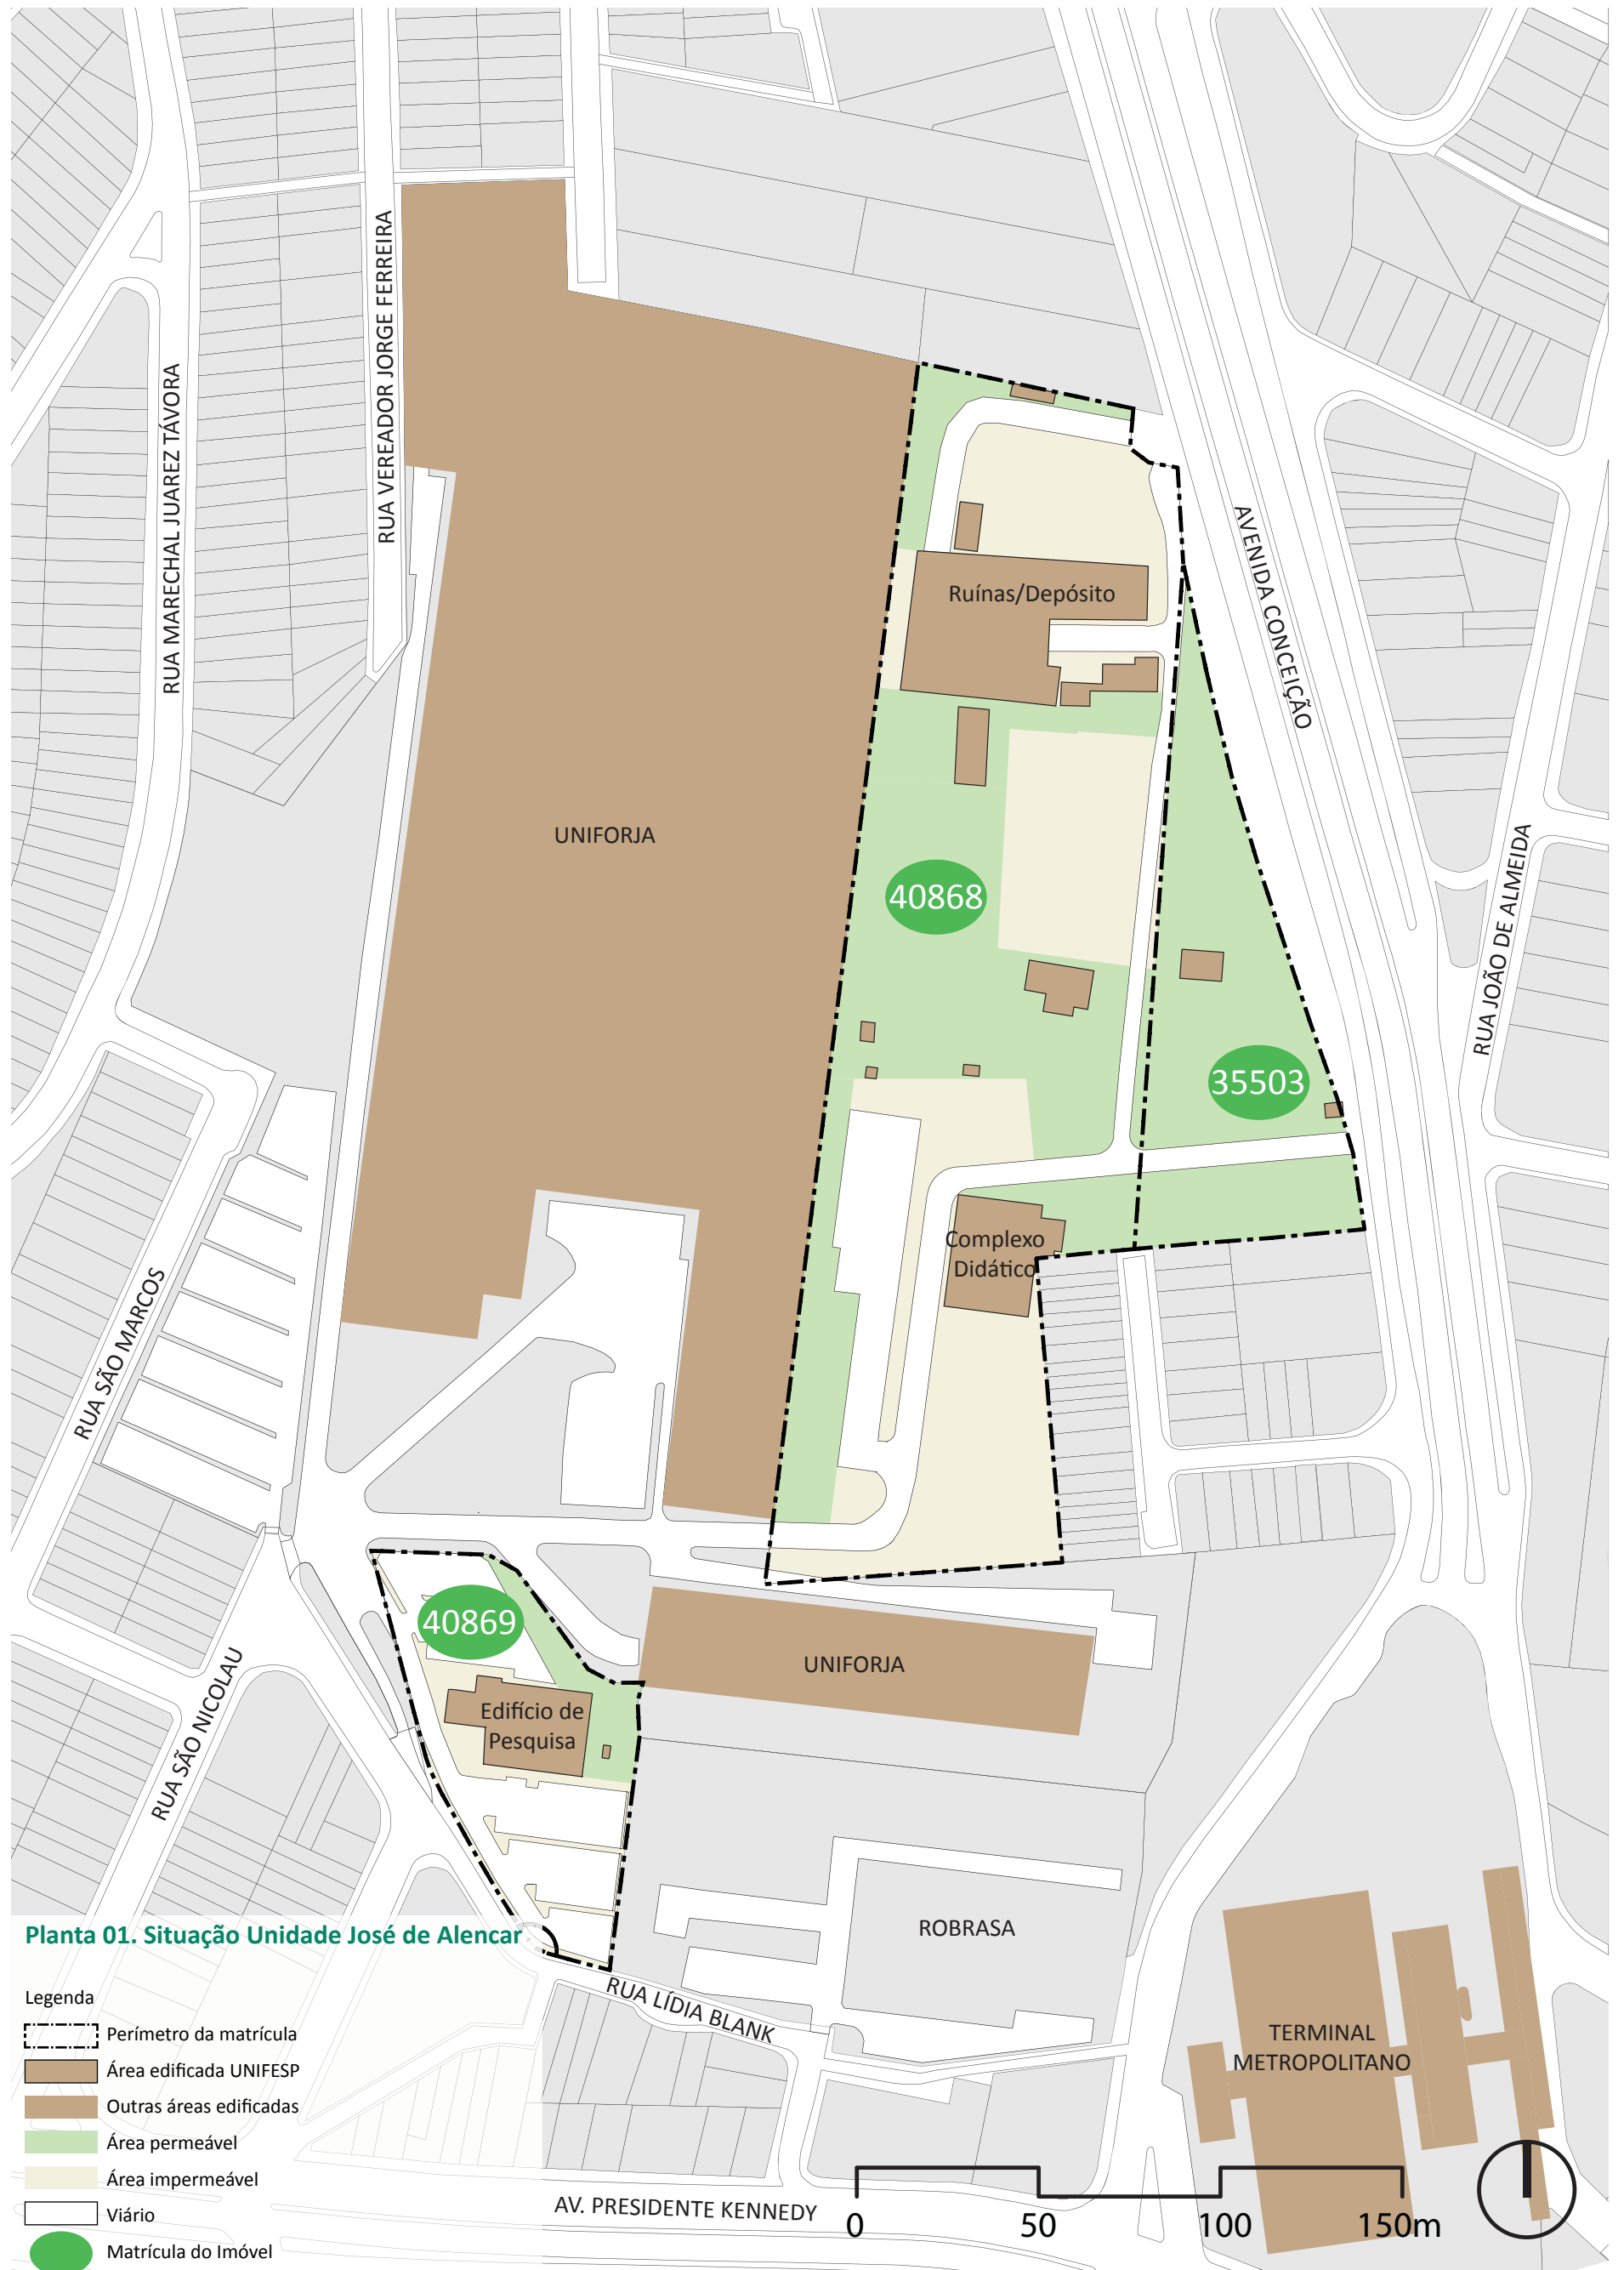 RUA VEREADOR JORGE FERREIRA
RUA MARECHAL JUAREZ TÁVORA
AVENIDA CONCEIÇÃO
Ruínas/Depósito
UNIFORJA
40868
RUA JOÃO DE ALMEIDA
35503
Complexo
Didático
RUA SÃO MARCOS
40869
UNIFORJA
Edifício de
Pesquisa
RUA SÃO NICOLAU
ROBRASA
Planta 01. Situação Unidade José de Alencar
RUA LÍDIA BLANK
TERMINAL
METROPOLITANO
Legenda
Perímetro da matrícula
Área edificada UNIFESP
Outras áreas edificadas
Área permeável
Área impermeável
Viário
Matrícula do Imóvel
AV. PRESIDENTE KENNEDY
0 50 100 150m